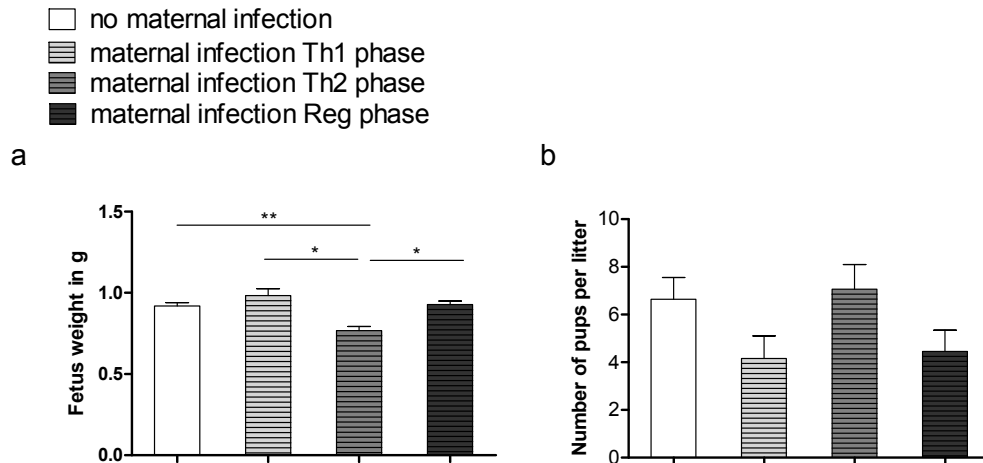 no maternal infection
maternal infection Th1 phase
maternal infection Th2 phase
maternal infection Reg phase
a
b
Fetus weight in g
1.5
1.0
0.5
0.0
**
*
*
Number of pups per litter
10
8
6
4
2
0